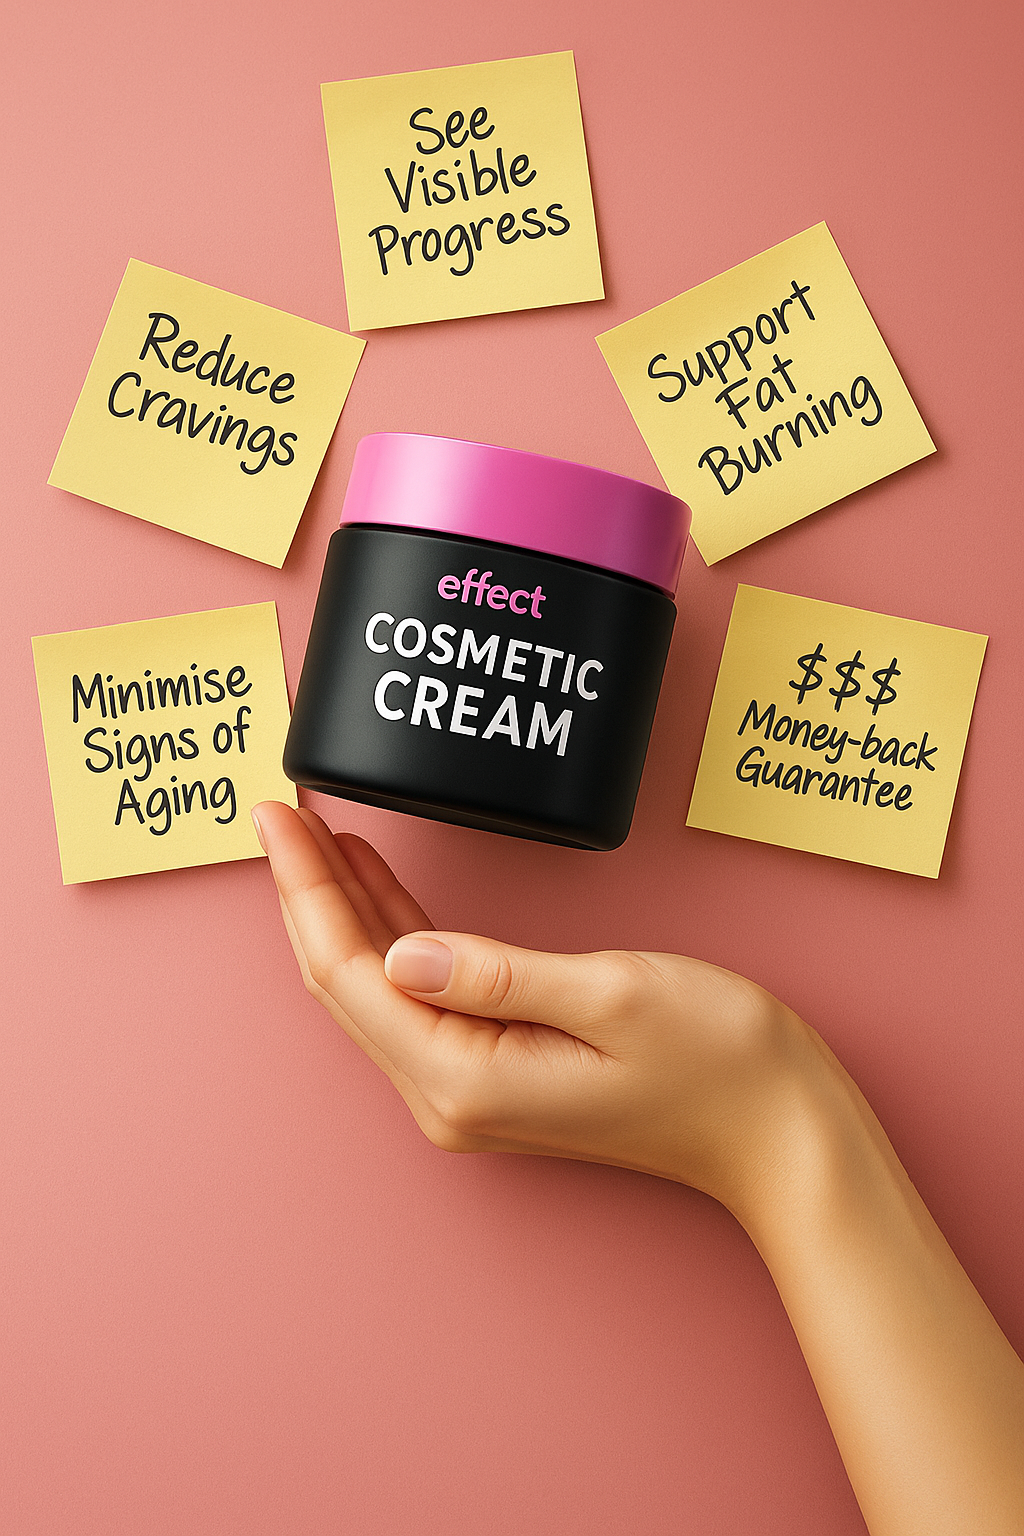 See
Visible
Progress
Reduce
Cravings
Support
Fat
Burning
effect
COSMETIC
CREAM
Minimise
Signs of
Aging
$$$
Money-back
Guarantee